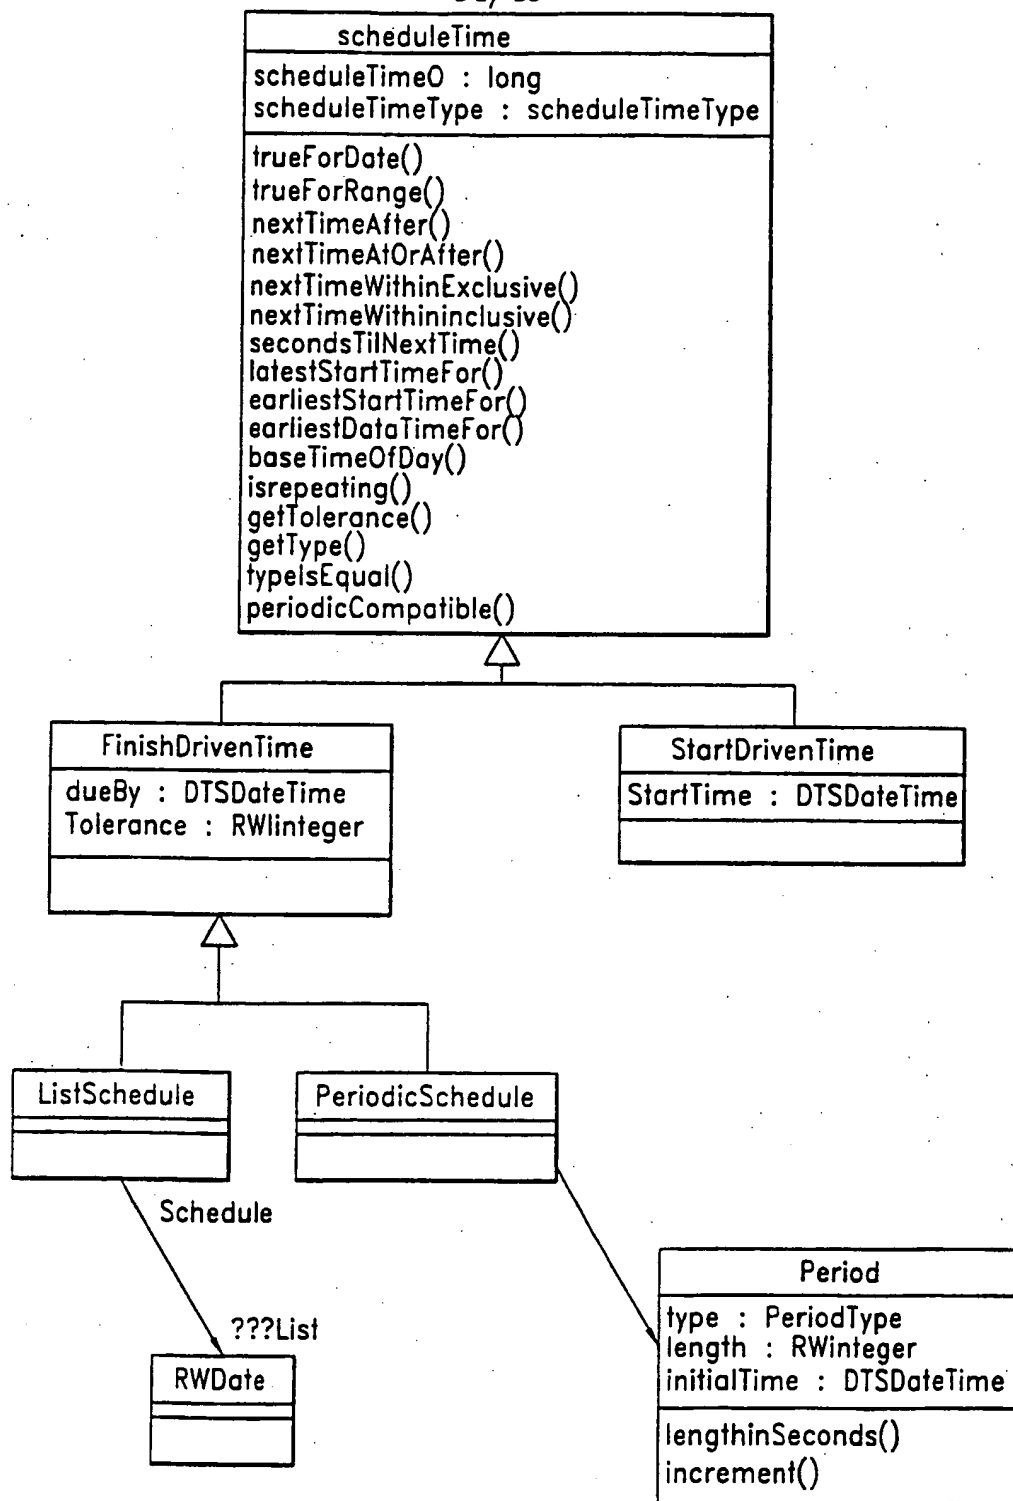 scheduleTime
scheduleTimeO : long
scheduleTimeType : scheduleTimeType
trueForDate()
trueForRange()
nextTimeAfter()
nextTimeAtOrAfter()
nextTimeWithinExclusive()
nextTimeWithininclusive()
secondsTilNextTime()
latestStartTimeFor()
earliestStartTimeFor()
earliestDataTimeFor()
baseTimeOfDay()
isrepeating()
getTolerance()
getType()
typeIsEqual()
periodicCompatible()
FinishDrivenTime
dueBy : DTSDateTime
Tolerance : RWIinteger
StartDrivenTime
StartTime : DTSDateTime
ListSchedule
PeriodicSchedule
Schedule
???List
RWDate
Period
type : PeriodType
length : RWinteger
initialTime : DTSDateTime
lengthinSeconds()
increment()